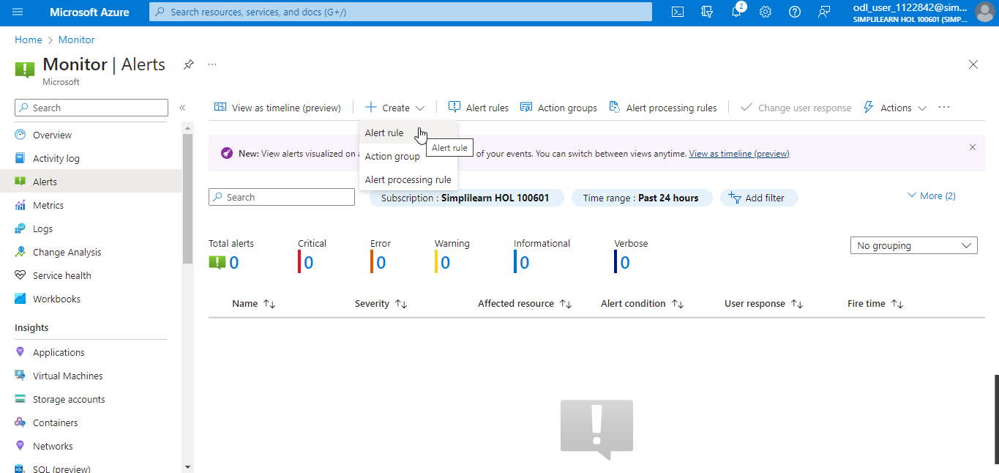 Microsoft Azure
Search resources, services, and docs (G+/)
2
odl_user_1122842@sim...
SIMPLILEARN HOL 100601 (SIMP...
Home > Monitor
Monitor | Alerts
...
Microsoft
Search
«
View as timeline (preview)
Create
Alert rules
Action groups
Alert processing rules
Change user response
Actions
...
Overview
Activity log
Alerts
Metrics
Logs
Change Analysis
Service health
Workbooks
Insights
Applications
Virtual Machines
Storage accounts
Containers
Networks
SQL (preview)
Alert rule
Action group
Alert processing rule
Alert rule
New: View alerts visualized on
of your events. You can switch between views anytime. View as timeline (preview)
Search
Subscription : Simplilearn HOL 100601
Time range : Past 24 hours
Add filter
More (2)
Total alerts
0
Critical
0
Error
0
Warning
0
Informational
0
Verbose
0
No grouping
Name
Severity
Affected resource
Alert condition
User response
Fire time